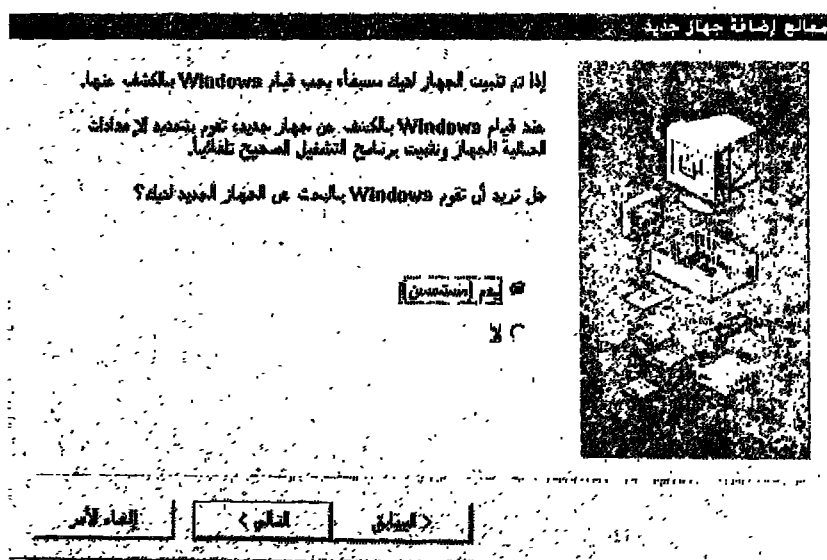 معالج إضافة جهاز جديد
إذا تم تثبيت الجهاز لديك مسبقاً، يجب قيام Windows بالكشف عنها.
عند قيام Windows بالكشف عن جهاز جديد، تقوم بتحديد الإعدادات
الحالية للجهاز وتثبيت برنامج التشغيل الصحيح تلقائياً.
هل تريد أن تقوم Windows بالبحث عن الجهاز الجديد لديك؟
نعم [مستحسن]
لا
< السابق
التالي >
إلغاء الأمر